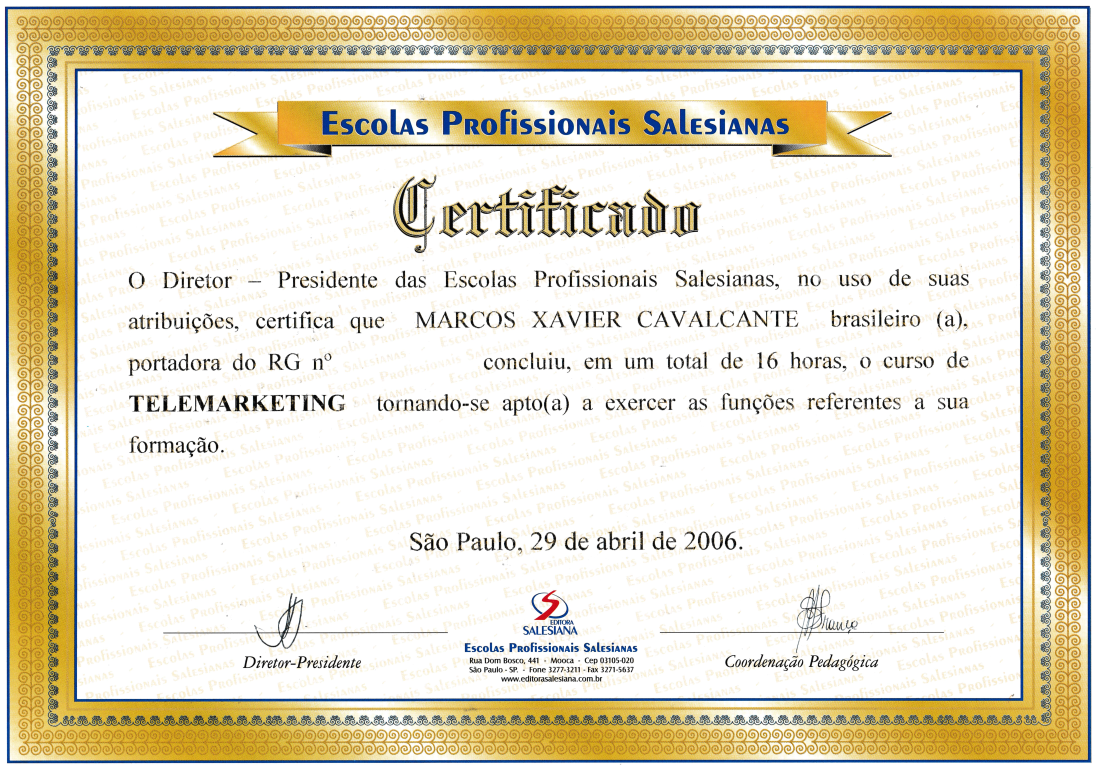 Escolas Profissionais Salesianas
Certificado
O Diretor – Presidente das Escolas Profissionais Salesianas, no uso de suas
atribuições, certifica que MARCOS XAVIER CAVALCANTE brasileiro (a),
portadora do RG nº concluiu, em um total de 16 horas, o curso de
TELEMARKETING tornando-se apto(a) a exercer as funções referentes a sua
formação.
São Paulo, 29 de abril de 2006.
Diretor-Presidente
EDITORA
SALESIANA
Escolas Profissionais Salesianas
Rua Dom Bosco, 441 - Mooca - Cep 03105-020
São Paulo - SP. - Fone 3277-3211 - Fax 3271-5637
www.editorasalesiana.com.br
Coordenação Pedagógica